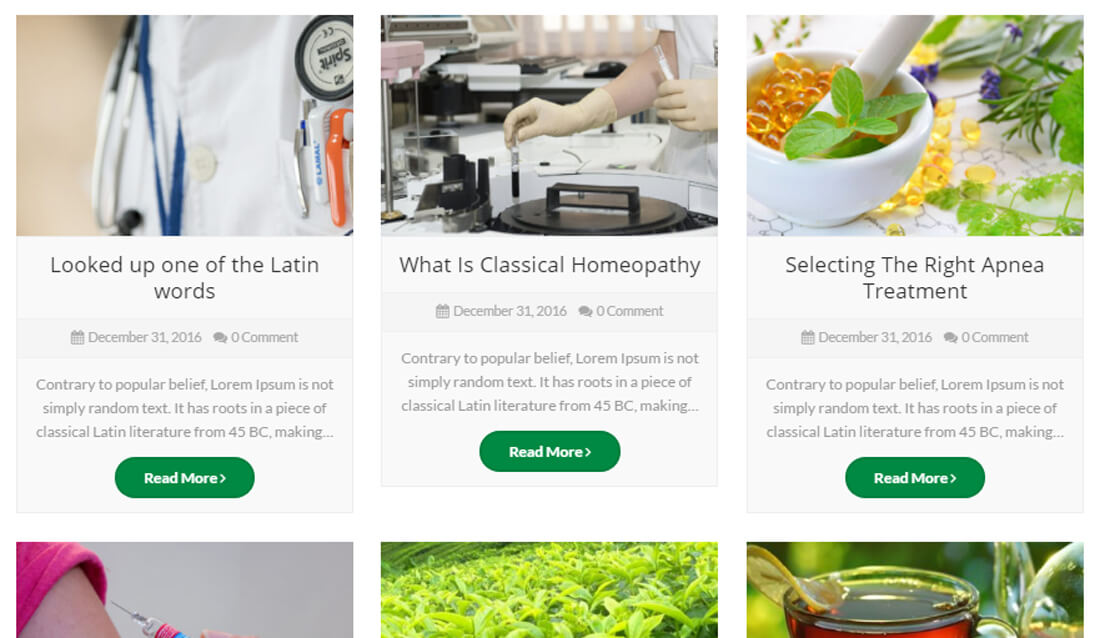 Spirit
CE
LAMAL
Looked up one of the Latin
words
December 31, 2016 0 Comment
Contrary to popular belief, Lorem Ipsum is not
simply random text. It has roots in a piece of
classical Latin literature from 45 BC, making...
Read More
What Is Classical Homeopathy
December 31, 2016 0 Comment
Contrary to popular belief, Lorem Ipsum is not
simply random text. It has roots in a piece of
classical Latin literature from 45 BC, making...
Read More
Selecting The Right Apnea
Treatment
December 31, 2016 0 Comment
Contrary to popular belief, Lorem Ipsum is not
simply random text. It has roots in a piece of
classical Latin literature from 45 BC, making...
Read More